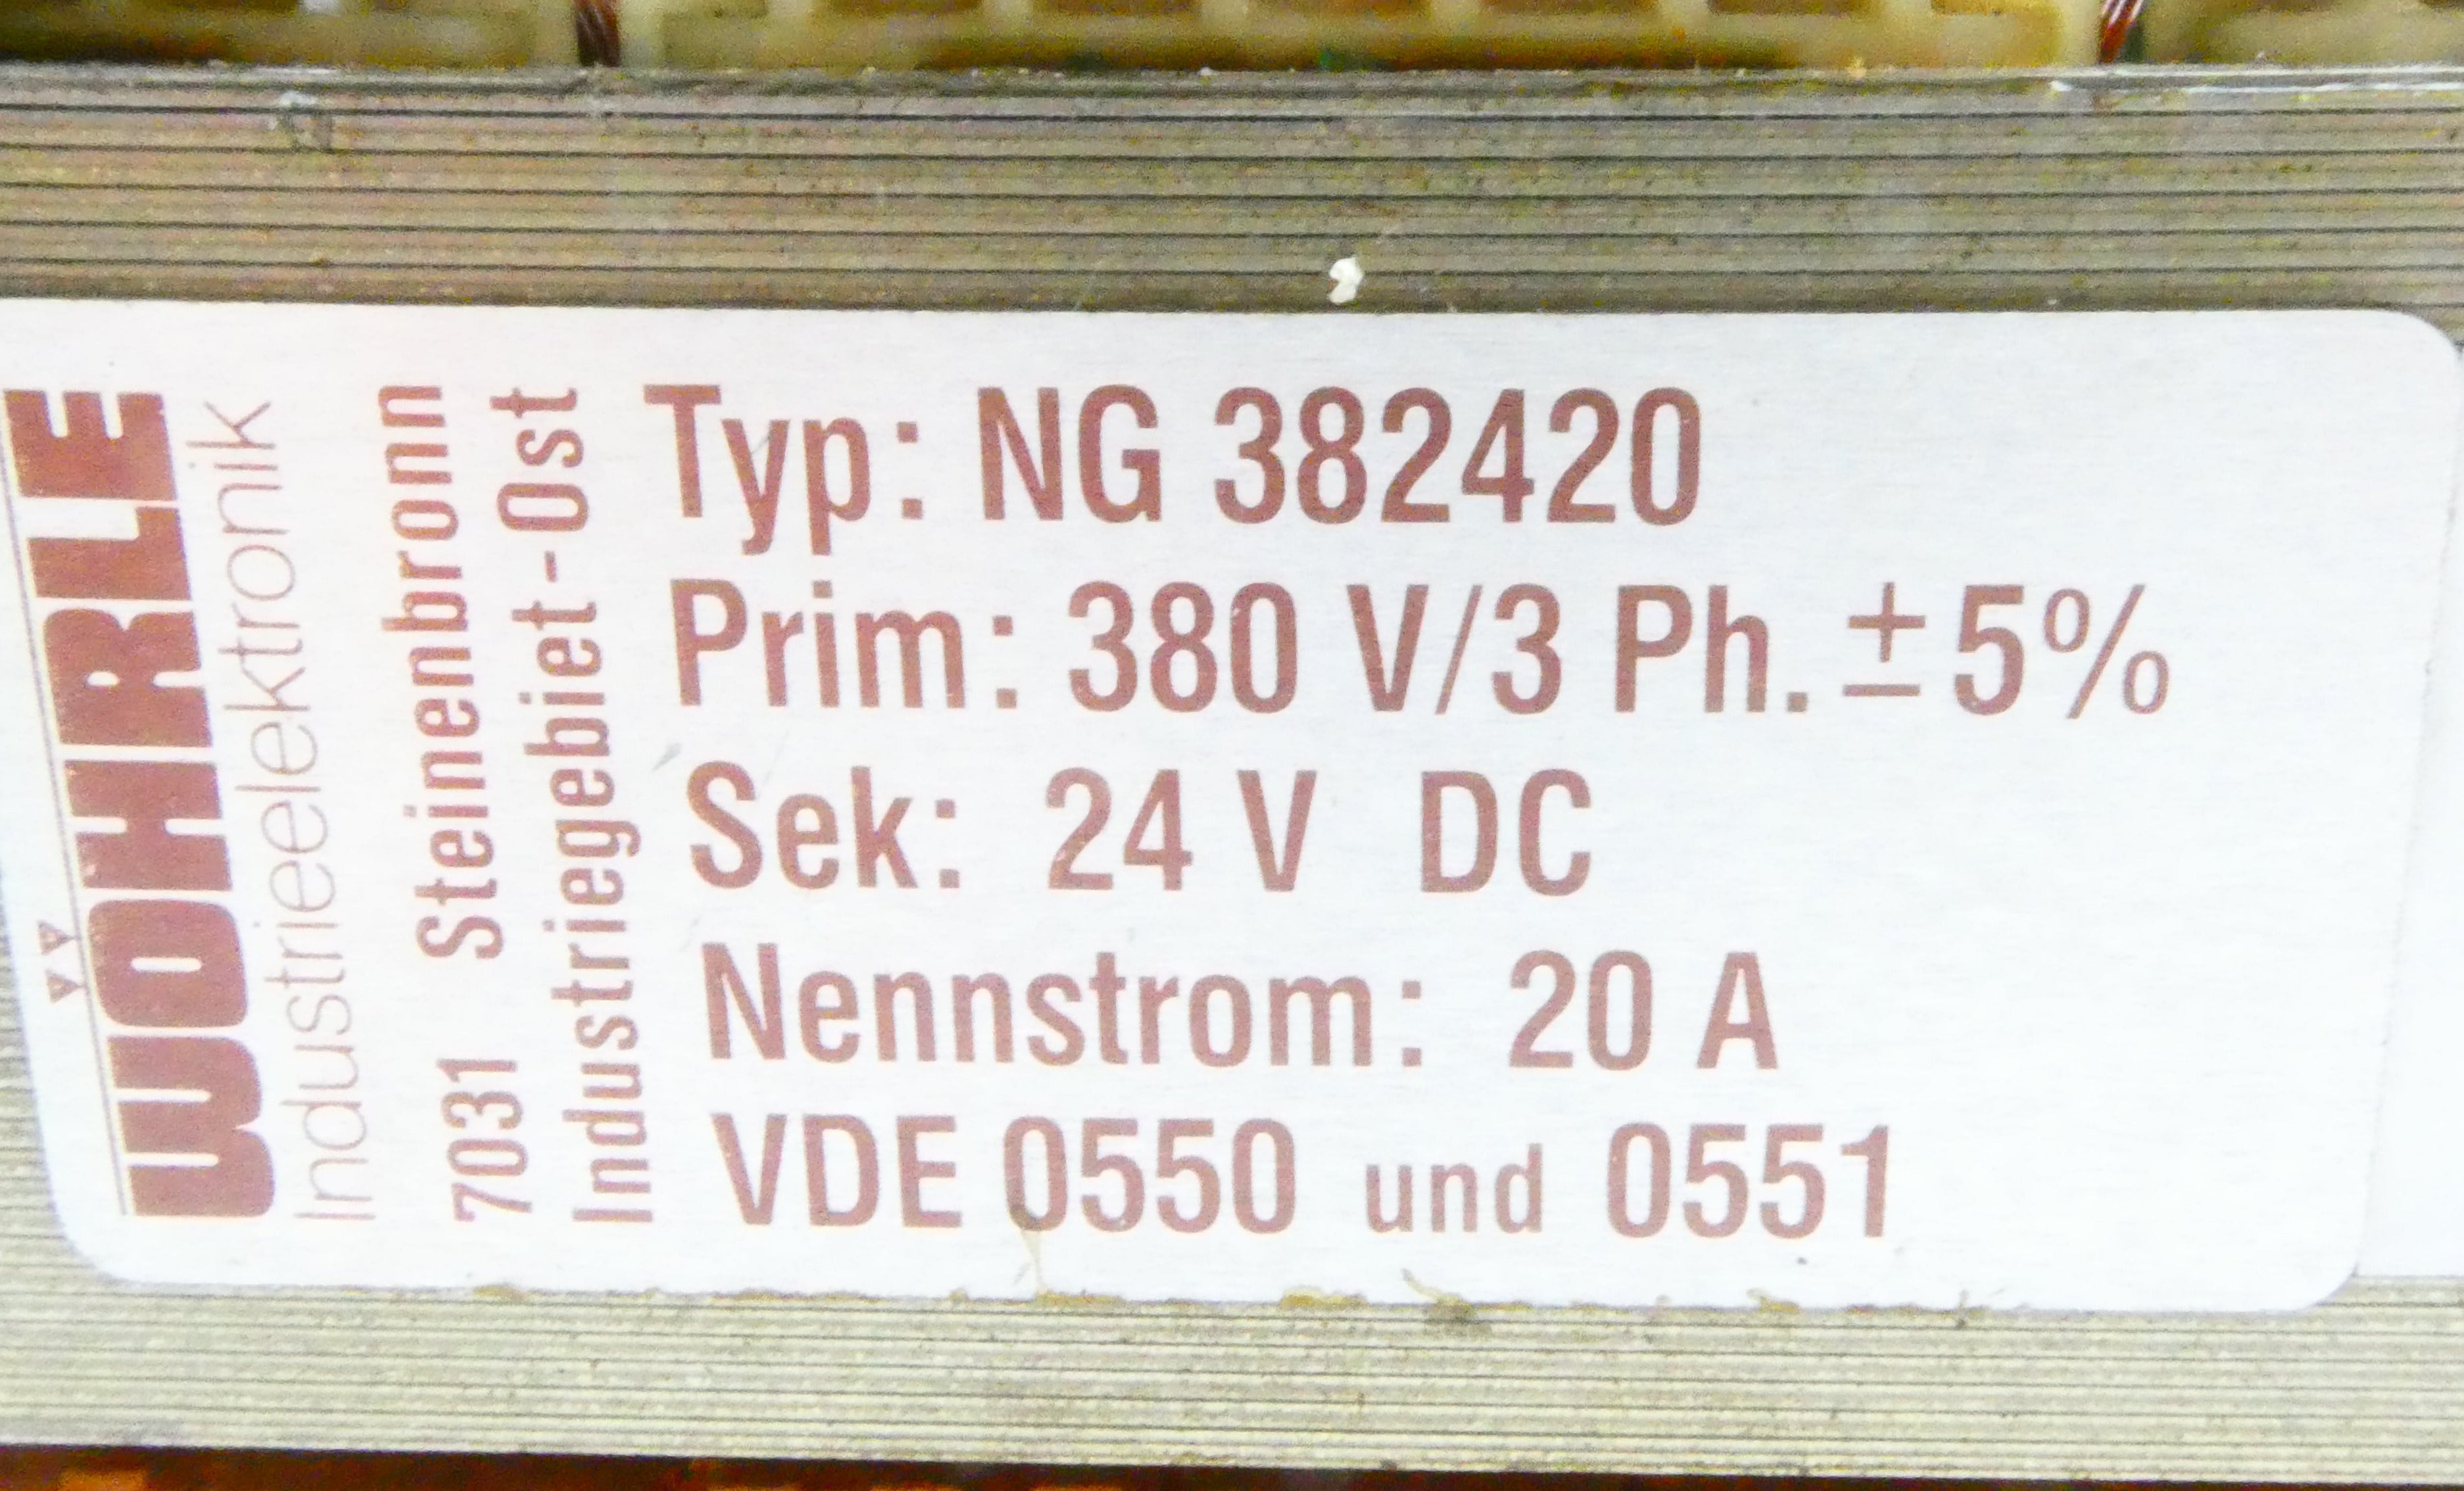 WÖHRLE
Industrieelektronik
7031 Steinenbronn
Industriegebiet-Ost
Typ: NG 382420
Prim: 380 V/3 Ph. ±5%
Sek: 24 V DC
Nennstrom: 20 A
VDE 0550 und 0551